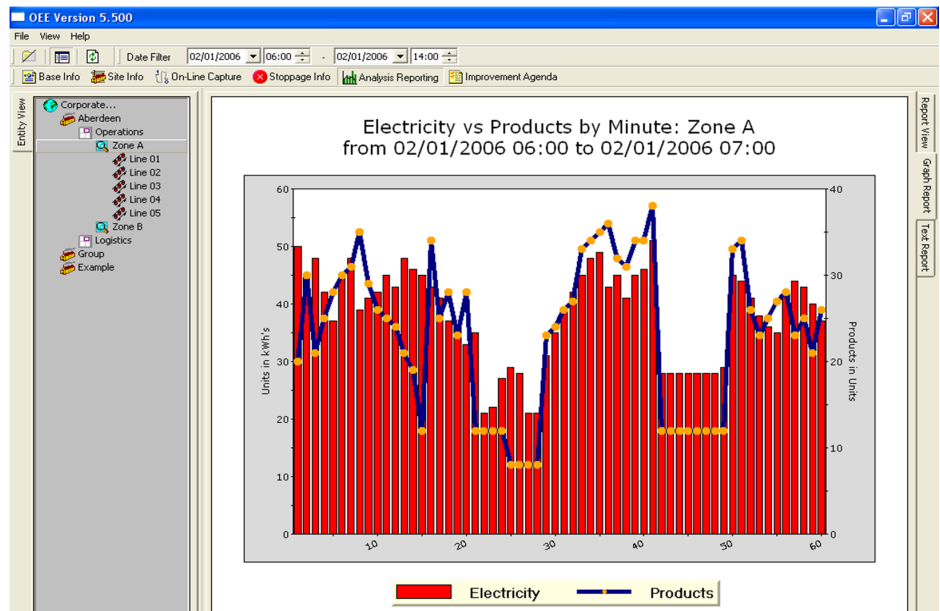 OEE Version 5.500
File View Help
Date Filter 02/01/2006 06:00 - 02/01/2006 14:00
Base Info Site Info On-Line Capture Stoppage Info Analysis Reporting Improvement Agenda
Entity View
Corporate...
Aberdeen
Operations
Zone A
Line 01
Line 02
Line 03
Line 04
Line 05
Zone B
Logistics
Group
Example
Electricity vs Products by Minute: Zone A
from 02/01/2006 06:00 to 02/01/2006 07:00
Units in kWh's
60
50
40
30
20
10
0
10 20 30 40 50 60
40
30
20
10
0
Products in Units
Electricity Products
Report View
Graph Report
Text Report